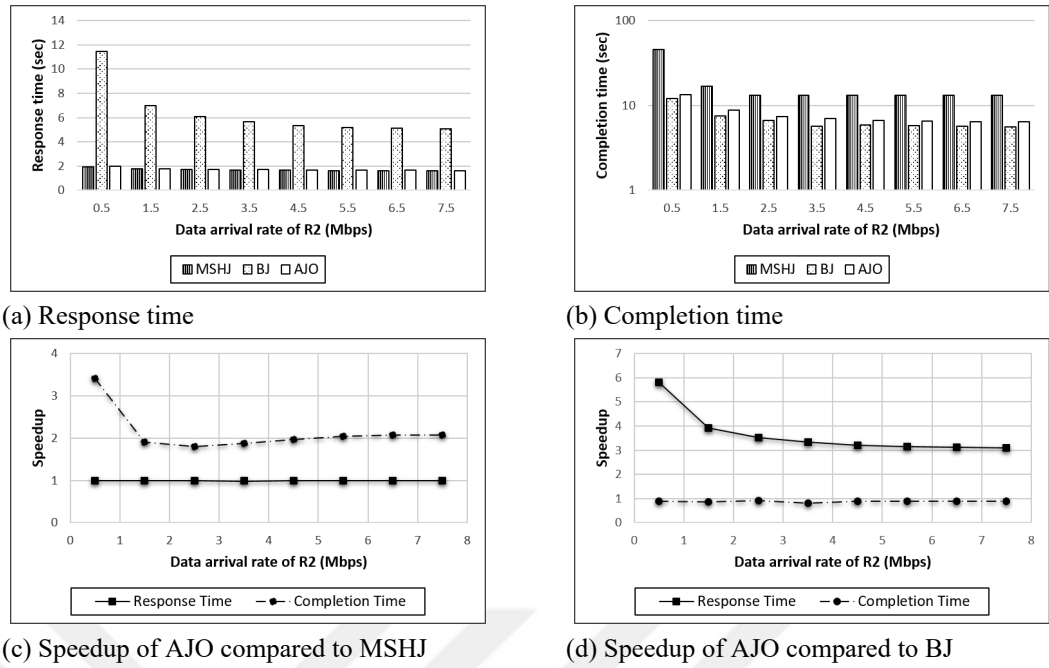 14
12
10
8
6
4
2
0
Response time (sec)
0.5 1.5 2.5 3.5 4.5 5.5 6.5 7.5
Data arrival rate of R2 (Mbps)
MSHJ BJ AJO
(a) Response time
100
10
1
Completion time (sec)
0.5 1.5 2.5 3.5 4.5 5.5 6.5 7.5
Data arrival rate of R2 (Mbps)
MSHJ BJ AJO
(b) Completion time
4
3
2
1
0
Speedup
0 1 2 3 4 5 6 7 8
Data arrival rate of R2 (Mbps)
Response Time Completion Time
(c) Speedup of AJO compared to MSHJ
7
6
5
4
3
2
1
0
Speedup
0 1 2 3 4 5 6 7 8
Data arrival rate of R2 (Mbps)
Response Time Completion Time
(d) Speedup of AJO compared to BJ